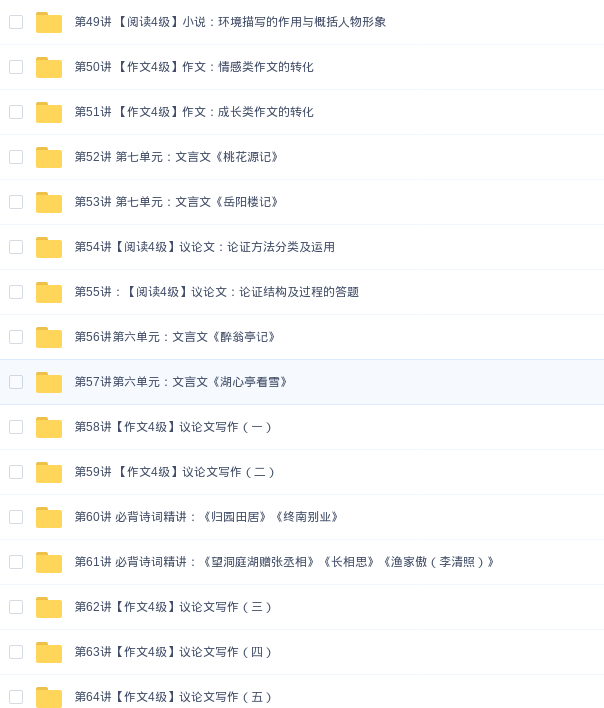 第49讲 【阅读4级】小说：环境描写的作用与概括人物形象
第50讲 【作文4级】作文：情感类作文的转化
第51讲 【作文4级】作文：成长类作文的转化
第52讲 第七单元：文言文《桃花源记》
第53讲 第七单元：文言文《岳阳楼记》
第54讲【阅读4级】议论文：论证方法分类及运用
第55讲：【阅读4级】议论文：论证结构及过程的答题
第56讲第六单元：文言文《醉翁亭记》
第57讲第六单元：文言文《湖心亭看雪》
第58讲【作文4级】议论文写作（一）
第59讲 【作文4级】议论文写作（二）
第60讲 必背诗词精讲：《归园田居》《终南别业》
第61讲 必背诗词精讲：《望洞庭湖赠张丞相》《长相思》《渔家傲（李清照）》
第62讲【作文4级】议论文写作（三）
第63讲【作文4级】议论文写作（四）
第64讲【作文4级】议论文写作（五）